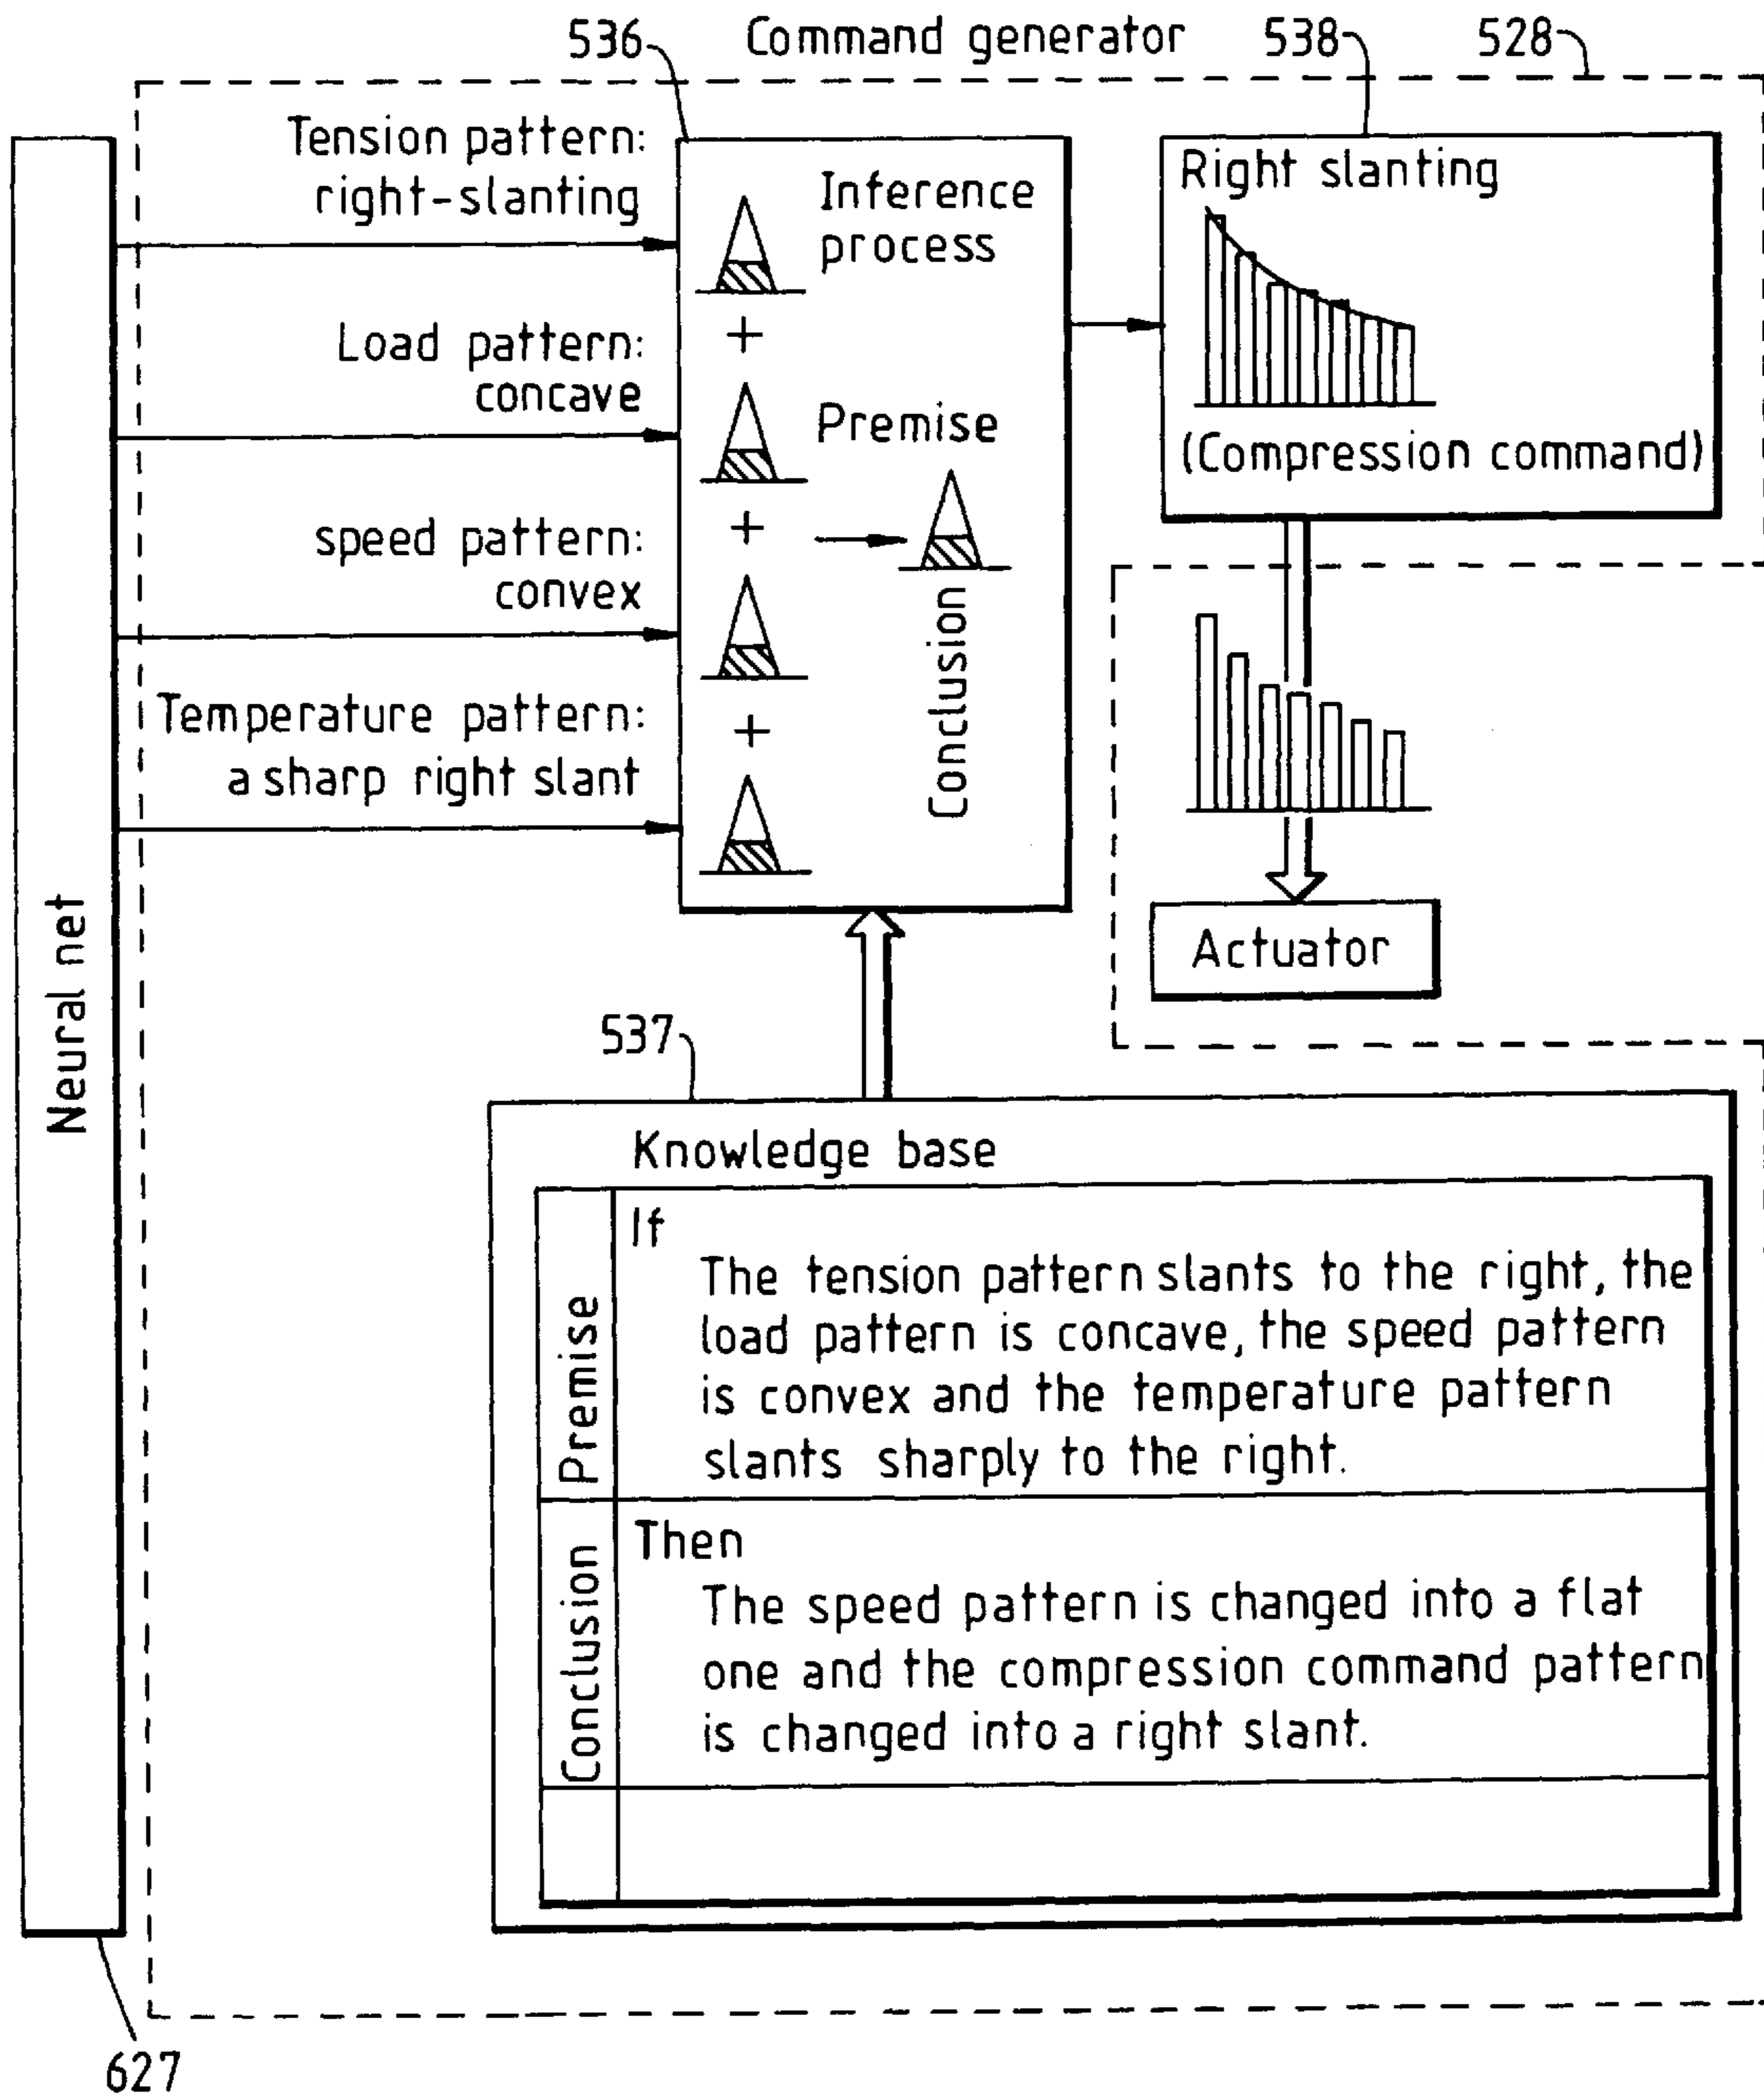 536
Command generator
538
528
Tension pattern:
right-slanting
Load pattern:
concave
speed pattern:
convex
Temperature pattern:
a sharp right slant
Inference
process
+
Premise
+
+
Conclusion
Right slanting
(Compression command)
Actuator
Neural net
537
Knowledge base
Premise
If
The tension pattern slants to the right, the
load pattern is concave, the speed pattern
is convex and the temperature pattern
slants sharply to the right.
Conclusion
Then
The speed pattern is changed into a flat
one and the compression command pattern
is changed into a right slant.
627